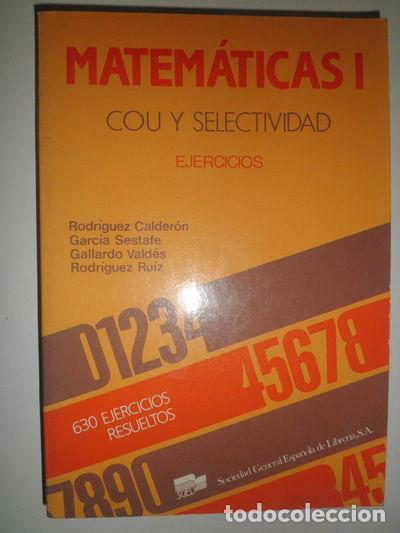 MATEMÁTICAS I
COU Y SELECTIVIDAD
EJERCICIOS
Rodríguez Calderón
García Sestafe
Gallardo Valdés
Rodríguez Ruiz
01234
45678
630 EJERCICIOS
RESUELTOS
SGEL
Sociedad General Española de Librería, S.A.
7890
345
todocoleccion.net